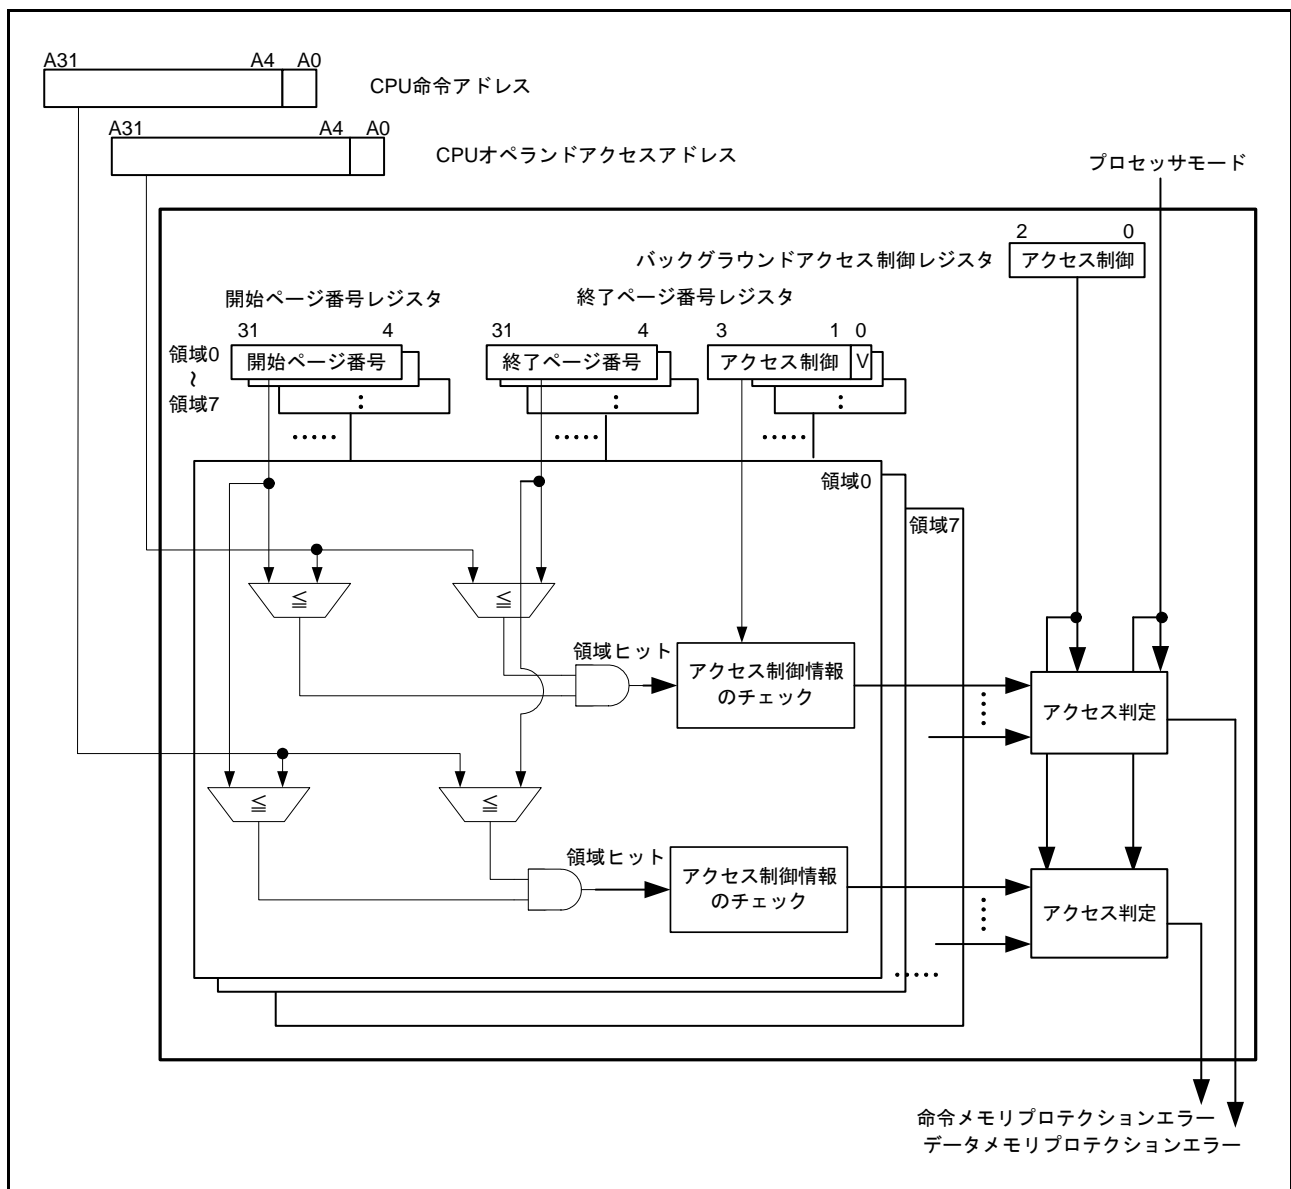 A31 A4 A0
CPU命令アドレス
A31 A4 A0
CPUオペランドアクセスアドレス
プロセッサモード
2 0
バックグラウンドアクセス制御レジスタ アクセス制御
開始ページ番号レジスタ 終了ページ番号レジスタ
31 4 31 4 3 1 0
領域0 開始ページ番号 終了ページ番号 アクセス制御 V
~
領域7 : : :
..... ..... .....
領域0
領域7
≦ ≦
領域ヒット
アクセス制御情報
のチェック
アクセス判定
≦ ≦
領域ヒット
アクセス制御情報
のチェック
アクセス判定
.....
命令メモリプロテクションエラー
データメモリプロテクションエラー